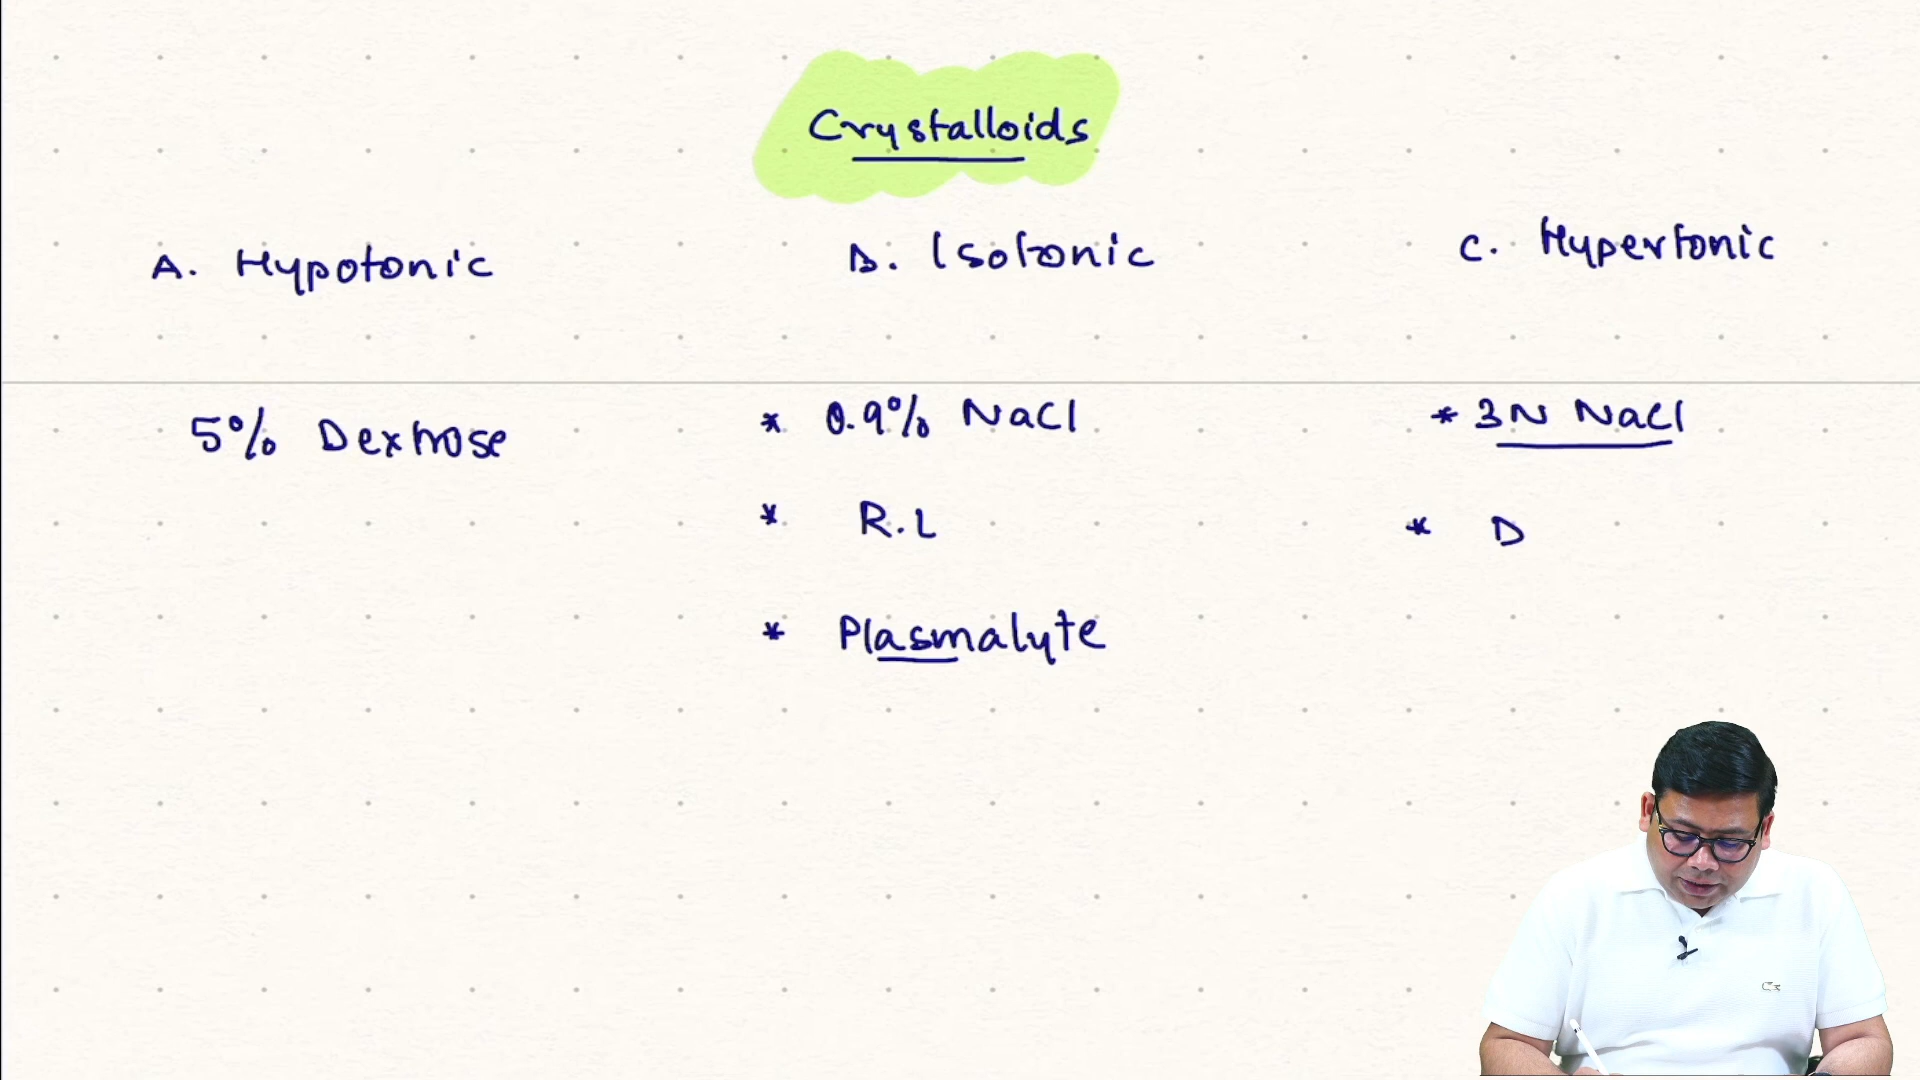 Crystalloids
A. Hypotonic
B. Isotonic
C. Hypertonic
5% Dextrose
* 0.9% NaCl
* 3N NaCl
* R.L
* D
* Plasmalyte